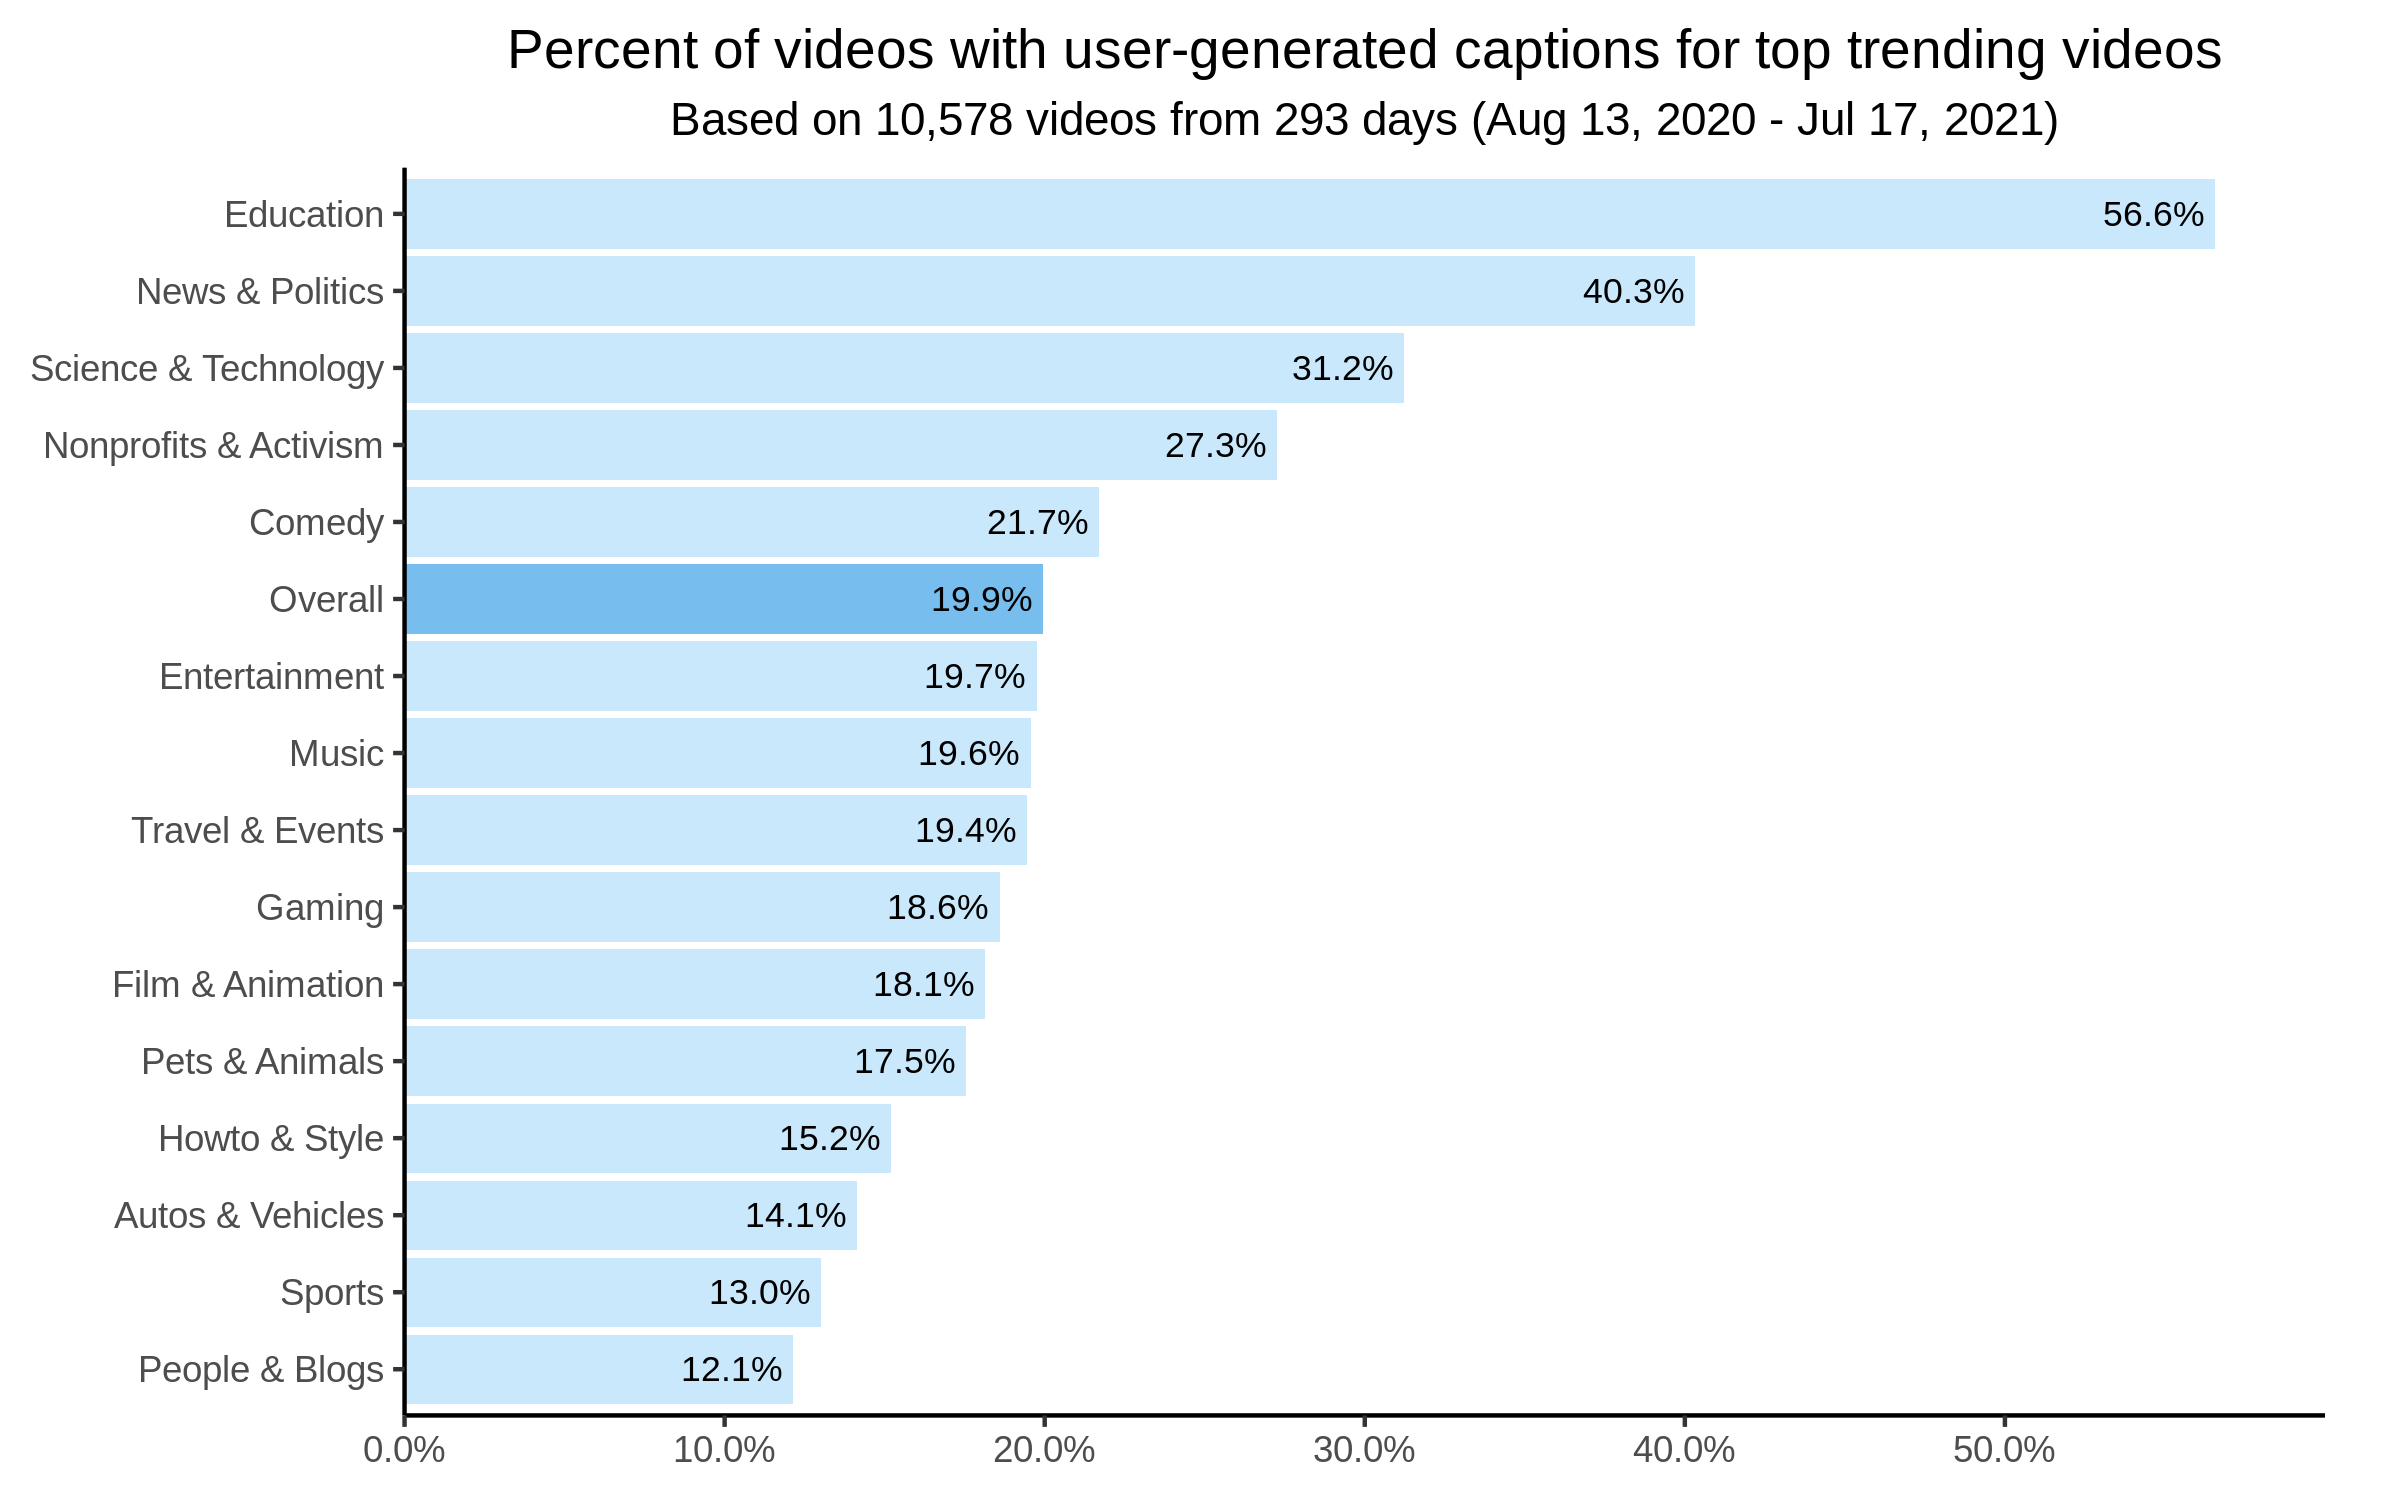 Percent of videos with user-generated captions for top trending videos
Based on 10,578 videos from 293 days (Aug 13, 2020 - Jul 17, 2021)
Education 56.6%
News & Politics 40.3%
Science & Technology 31.2%
Nonprofits & Activism 27.3%
Comedy 21.7%
Overall 19.9%
Entertainment 19.7%
Music 19.6%
Travel & Events 19.4%
Gaming 18.6%
Film & Animation 18.1%
Pets & Animals 17.5%
Howto & Style 15.2%
Autos & Vehicles 14.1%
Sports 13.0%
People & Blogs 12.1%
0.0% 10.0% 20.0% 30.0% 40.0% 50.0%